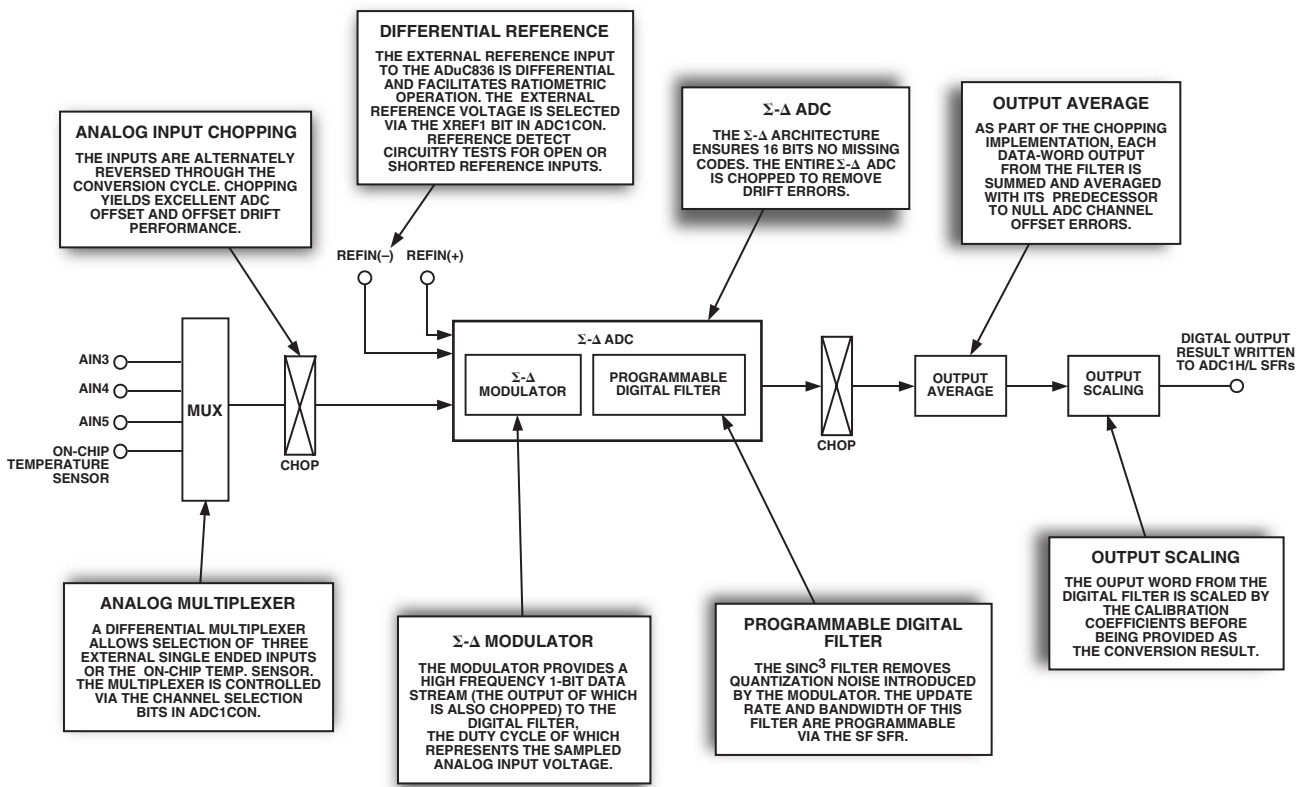 DIFFERENTIAL REFERENCE
THE EXTERNAL REFERENCE INPUT
TO THE ADuC836 IS DIFFERENTIAL
AND FACILITATES RATIOMETRIC
OPERATION. THE EXTERNAL
REFERENCE VOLTAGE IS SELECTED
VIA THE XREF1 BIT IN ADC1CON.
REFERENCE DETECT
CIRCUITRY TESTS FOR OPEN OR
SHORTED REFERENCE INPUTS.
ANALOG INPUT CHOPPING
THE INPUTS ARE ALTERNATELY
REVERSED THROUGH THE
CONVERSION CYCLE. CHOPPING
YIELDS EXCELLENT ADC
OFFSET AND OFFSET DRIFT
PERFORMANCE.
Σ-Δ ADC
THE Σ-Δ ARCHITECTURE
ENSURES 16 BITS NO MISSING
CODES. THE ENTIRE Σ-Δ ADC
IS CHOPPED TO REMOVE
DRIFT ERRORS.
OUTPUT AVERAGE
AS PART OF THE CHOPPING
IMPLEMENTATION, EACH
DATA-WORD OUTPUT
FROM THE FILTER IS
SUMMED AND AVERAGED
WITH ITS PREDECESSOR
TO NULL ADC CHANNEL
OFFSET ERRORS.
REFIN(–) REFIN(+)
AIN3
AIN4
AIN5
ON-CHIP
TEMPERATURE
SENSOR
MUX
CHOP
Σ-Δ ADC
Σ-Δ
MODULATOR
PROGRAMMABLE
DIGITAL FILTER
CHOP
OUTPUT
AVERAGE
OUTPUT
SCALING
DIGTAL OUTPUT
RESULT WRITTEN
TO ADC1H/L SFRs
ANALOG MULTIPLEXER
A DIFFERENTIAL MULTIPLEXER
ALLOWS SELECTION OF THREE
EXTERNAL SINGLE ENDED INPUTS
OR THE ON-CHIP TEMP. SENSOR.
THE MULTIPLEXER IS CONTROLLED
VIA THE CHANNEL SELECTION
BITS IN ADC1CON.
Σ-Δ MODULATOR
THE MODULATOR PROVIDES A
HIGH FREQUENCY 1-BIT DATA
STREAM (THE OUTPUT OF WHICH
IS ALSO CHOPPED) TO THE
DIGITAL FILTER,
THE DUTY CYCLE OF WHICH
REPRESENTS THE SAMPLED
ANALOG INPUT VOLTAGE.
PROGRAMMABLE DIGITAL
FILTER
THE SINC³ FILTER REMOVES
QUANTIZATION NOISE INTRODUCED
BY THE MODULATOR. THE UPDATE
RATE AND BANDWIDTH OF THIS
FILTER ARE PROGRAMMABLE
VIA THE SF SFR.
OUTPUT SCALING
THE OUPUT WORD FROM THE
DIGITAL FILTER IS SCALED BY
THE CALIBRATION
COEFFICIENTS BEFORE
BEING PROVIDED AS
THE CONVERSION RESULT.